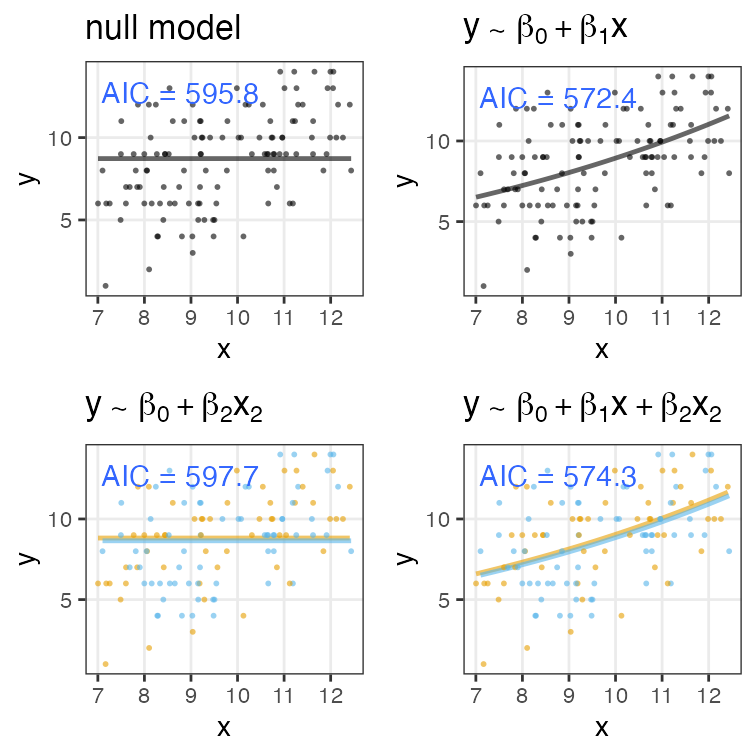 null model
AIC = 595.8
10
5
y
7 8 9 10 11 12
x
y ~ β₀ + β₁x
AIC = 572.4
10
5
y
7 8 9 10 11 12
x
y ~ β₀ + β₂x₂
AIC = 597.7
10
5
y
7 8 9 10 11 12
x
y ~ β₀ + β₁x + β₂x₂
AIC = 574.3
10
5
y
7 8 9 10 11 12
x